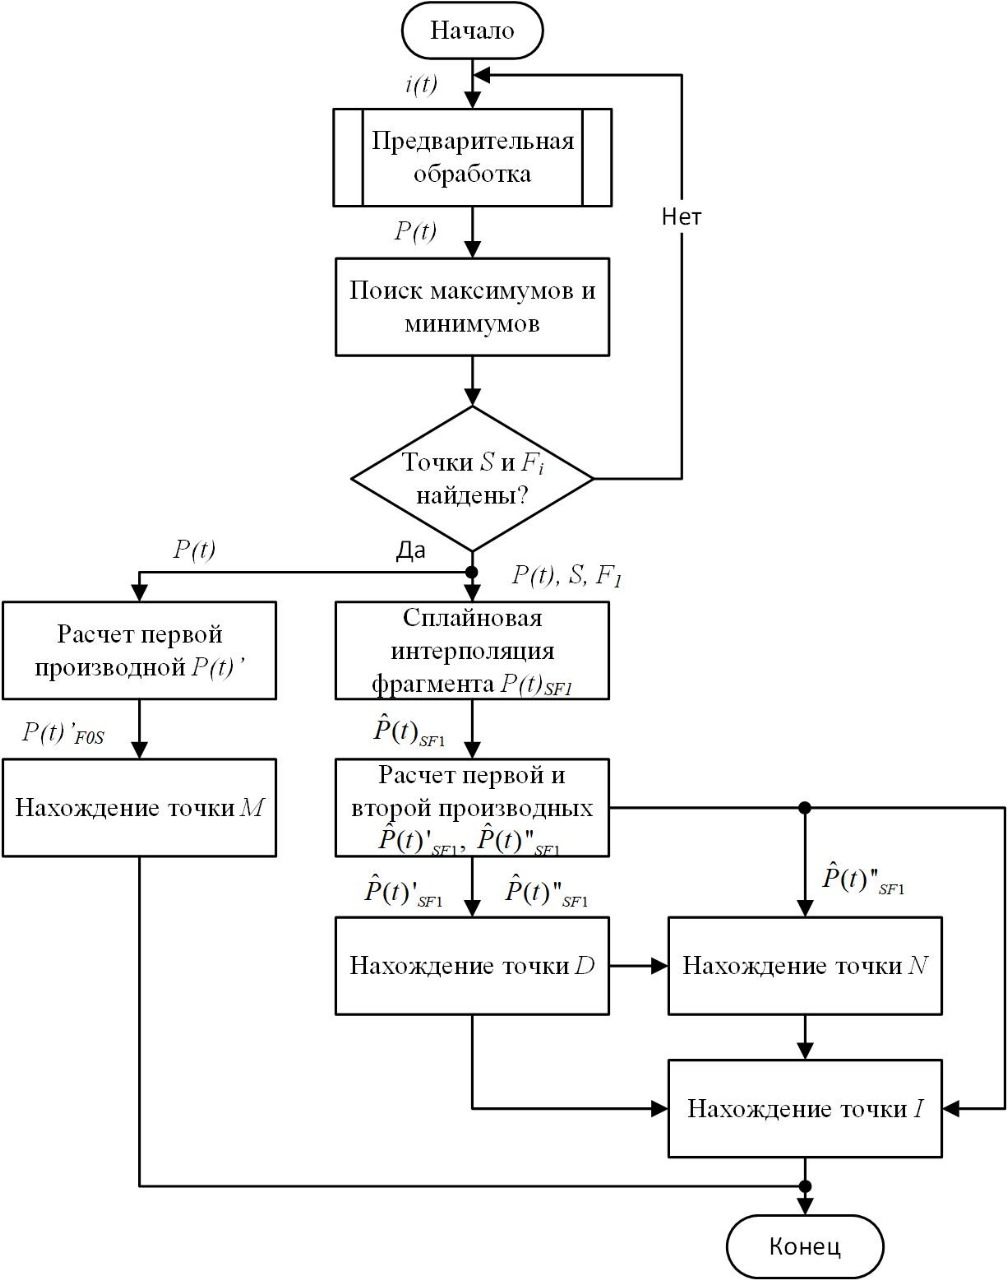 Начало
i(t)
Предварительная
обработка
P(t)
Нет
Поиск максимумов и
минимумов
Точки S и Fi
найдены?
Да
P(t)
P(t), S, F1
Расчет первой
производной P(t)’
Сплайновая
интерполяция
фрагмента P(t)SF1
P(t)’F0S
P̂(t)SF1
Нахождение точки M
Расчет первой и
второй производных
P̂(t)'SF1, P̂(t)"SF1
P̂(t)'SF1 P̂(t)"SF1
P̂(t)"SF1
Нахождение точки D
Нахождение точки N
Нахождение точки I
Конец